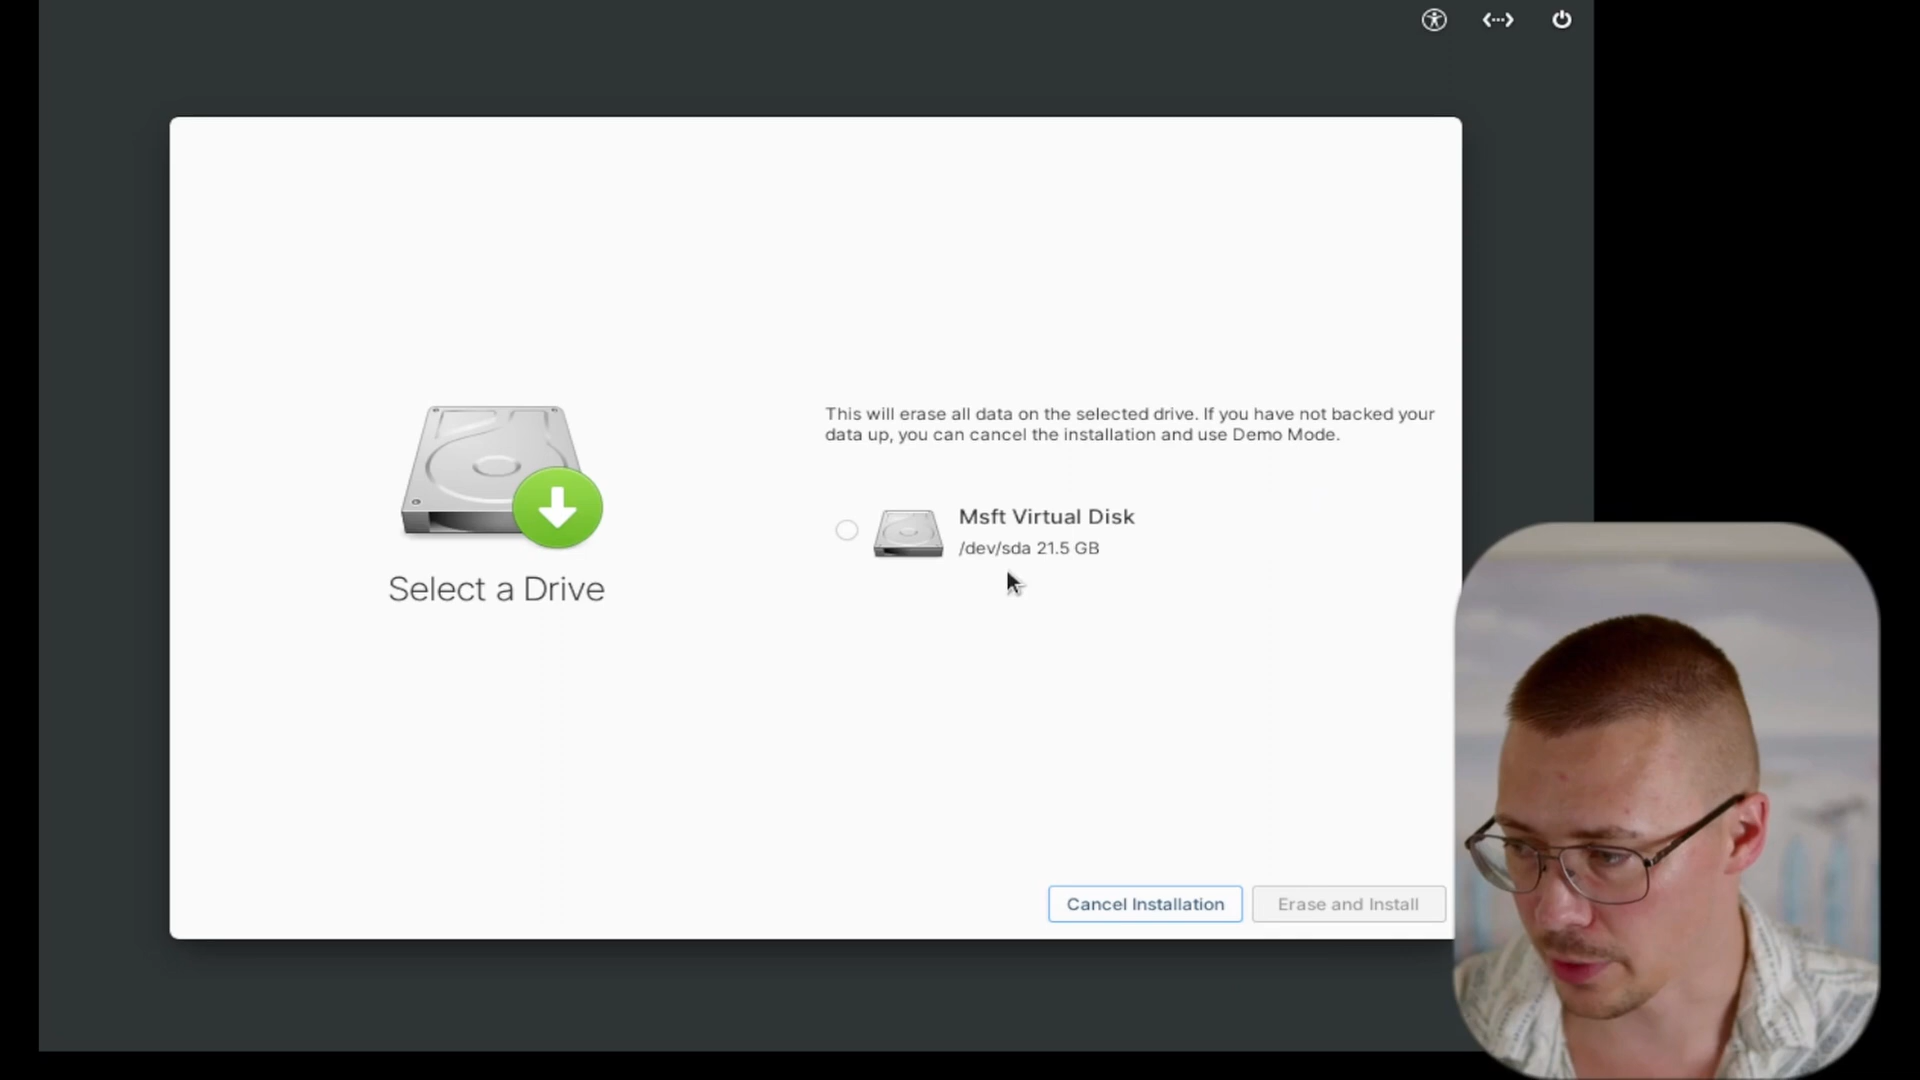 This will erase all data on the selected drive. If you have not backed your
data up, you can cancel the installation and use Demo Mode.
Msft Virtual Disk
/dev/sda 21.5 GB
Select a Drive
Cancel Installation
Erase and Install